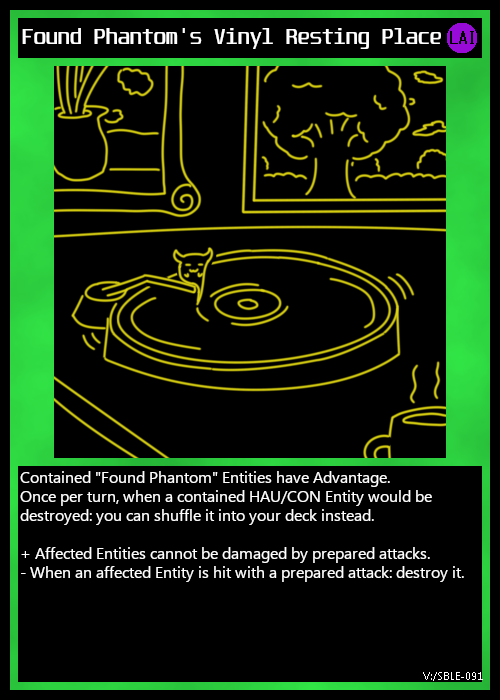 Found Phantom's Vinyl Resting Place LAI
Contained "Found Phantom" Entities have Advantage.
Once per turn, when a contained HAU/CON Entity would be
destroyed: you can shuffle it into your deck instead.
+ Affected Entities cannot be damaged by prepared attacks.
- When an affected Entity is hit with a prepared attack: destroy it.
V:/SBLE-091